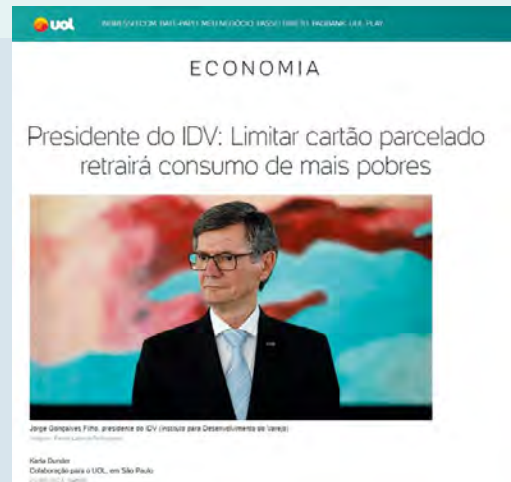 uol
ECONOMIA
Presidente do IDV: Limitar cartão parcelado
retrairá consumo de mais pobres
Jorge Gonçalves Filho, presidente do IDV (Instituto para Desenvolvimento do Varejo)
Karla Dunder
Colaboração para o UOL, em São Paulo